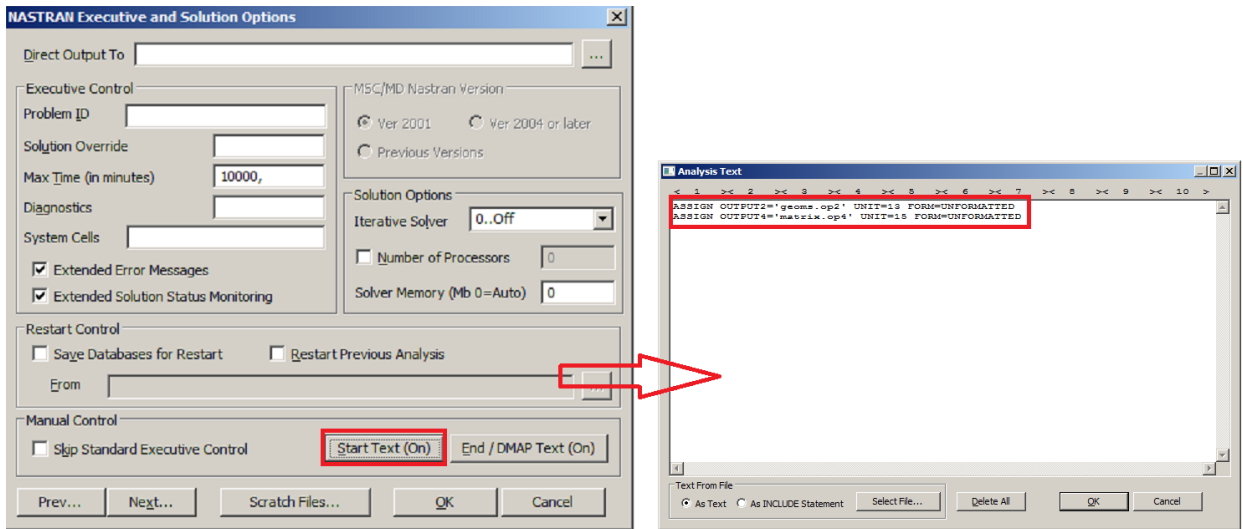 NASTRAN Executive and Solution Options
Direct Output To
...
Executive Control
Problem ID
Solution Override
Max Time (in minutes) 10000,
Diagnostics
System Cells
Extended Error Messages
Extended Solution Status Monitoring
MSC/MD Nastran Version
Ver 2001 Ver 2004 or later
Previous Versions
Solution Options
Iterative Solver 0..Off
Number of Processors 0
Solver Memory (Mb 0=Auto) 0
Restart Control
Save Databases for Restart Restart Previous Analysis
From ...
Manual Control
Skip Standard Executive Control Start Text (On) End / DMAP Text (On)
Prev... Next... Scratch Files... OK Cancel
Analysis Text
< 1 >< 2 >< 3 >< 4 >< 5 >< 6 >< 7 >< 8 >< 9 >< 10 >
ASSIGN OUTPUT2='geoms.op2' UNIT=13 FORM=UNFORMATTED
ASSIGN OUTPUT4='matrix.op4' UNIT=15 FORM=UNFORMATTED
Text From File
As Text As INCLUDE Statement Select File... Delete All OK Cancel